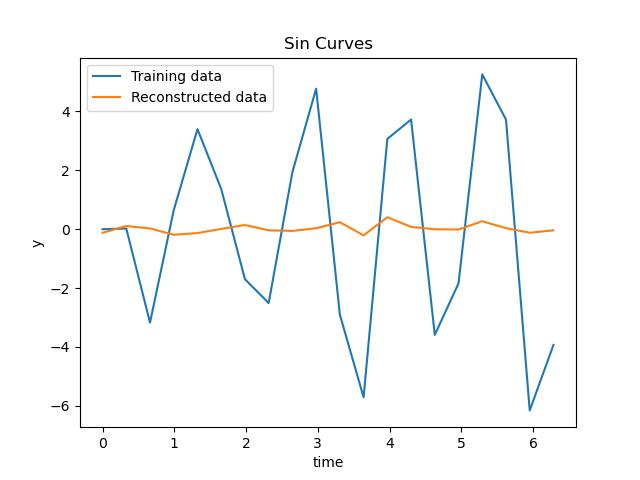 Sin Curves
Training data
Reconstructed data
4
2
0
−2
−4
−6
y
0 1 2 3 4 5 6
time